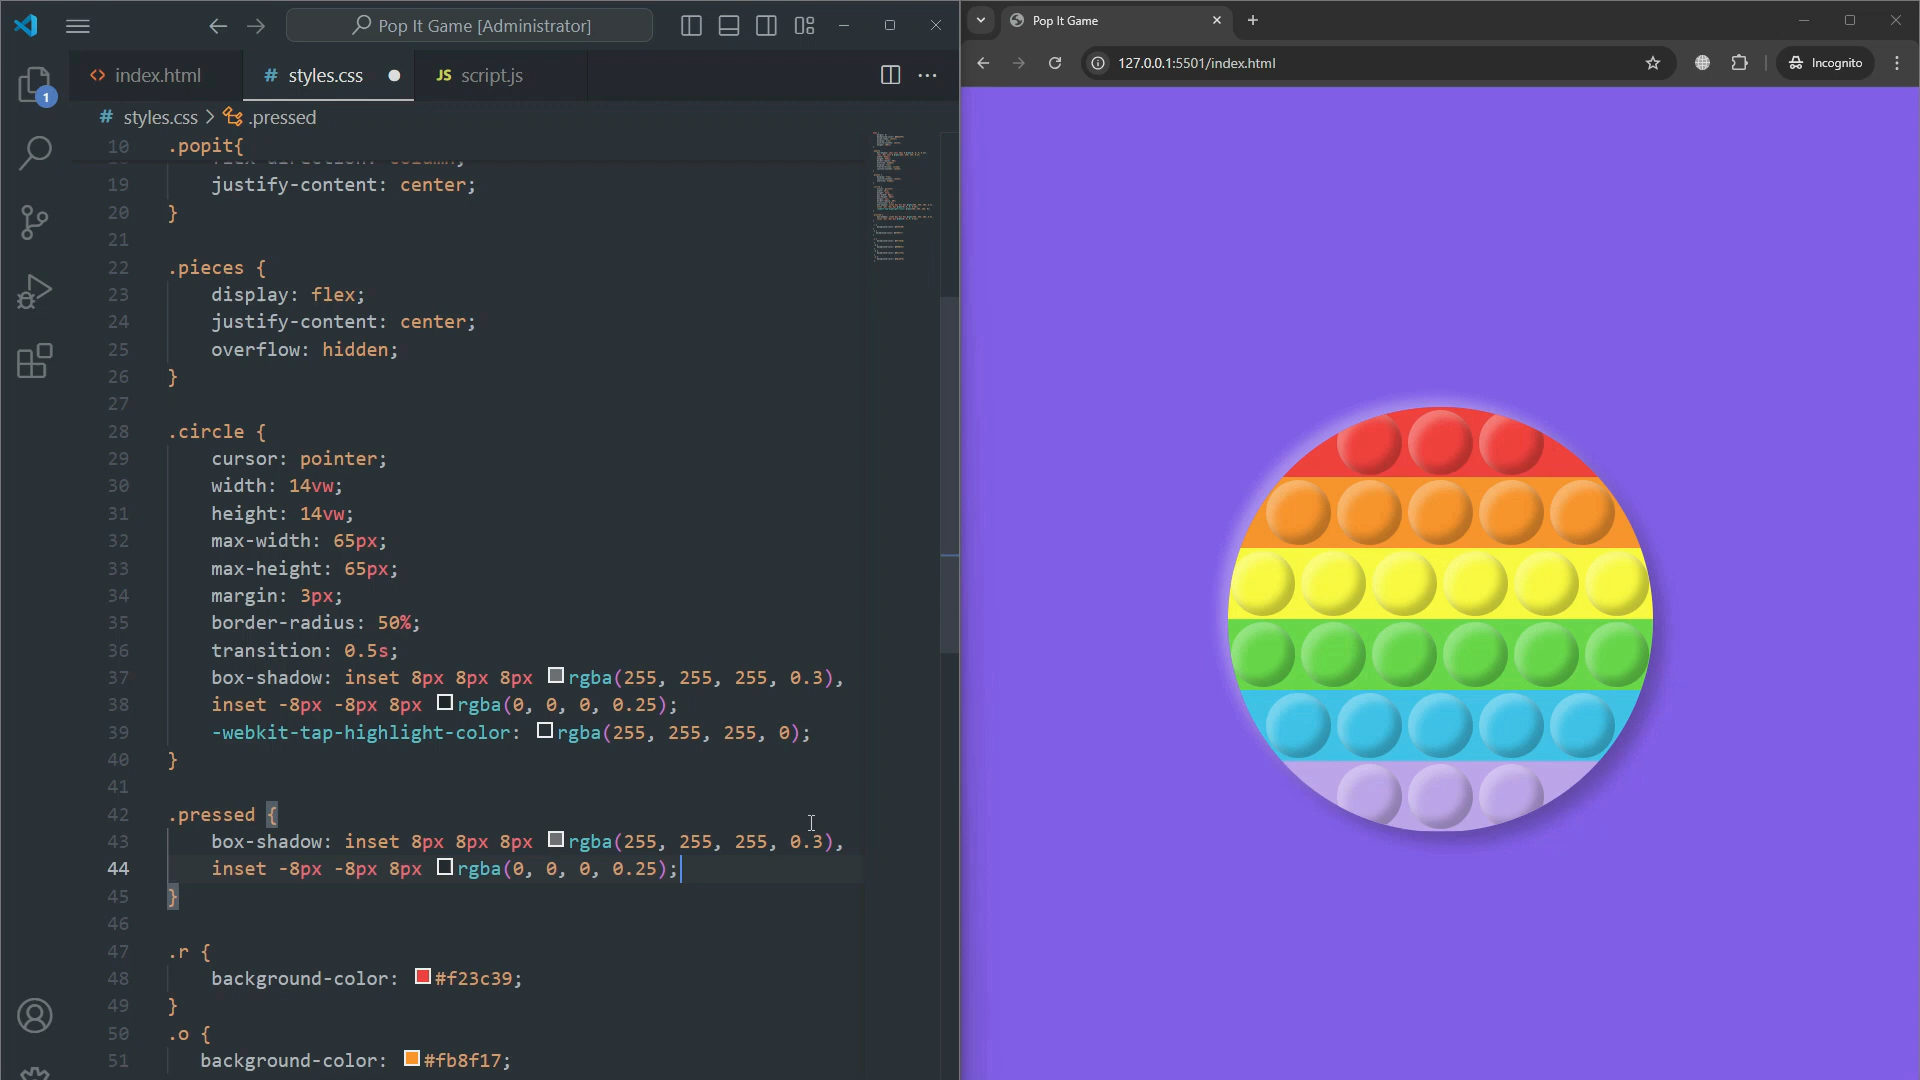 Pop It Game [Administrator]
index.html
# styles.css
JS script.js
1
# styles.css > .pressed
10 .popit{
flex-direction: column;
19 justify-content: center;
20 }
21
22 .pieces {
23 display: flex;
24 justify-content: center;
25 overflow: hidden;
26 }
27
28 .circle {
29 cursor: pointer;
30 width: 14vw;
31 height: 14vw;
32 max-width: 65px;
33 max-height: 65px;
34 margin: 3px;
35 border-radius: 50%;
36 transition: 0.5s;
37 box-shadow: inset 8px 8px 8px rgba(255, 255, 255, 0.3),
38 inset -8px -8px 8px rgba(0, 0, 0, 0.25);
39 -webkit-tap-highlight-color: rgba(255, 255, 255, 0);
40 }
41
42 .pressed {
43 box-shadow: inset 8px 8px 8px rgba(255, 255, 255, 0.3),
44 inset -8px -8px 8px rgba(0, 0, 0, 0.25);
45 }
46
47 .r {
48 background-color: #f23c39;
49 }
50 .o {
51 background-color: #fb8f17;
Pop It Game
127.0.0.1:5501/index.html
Incognito